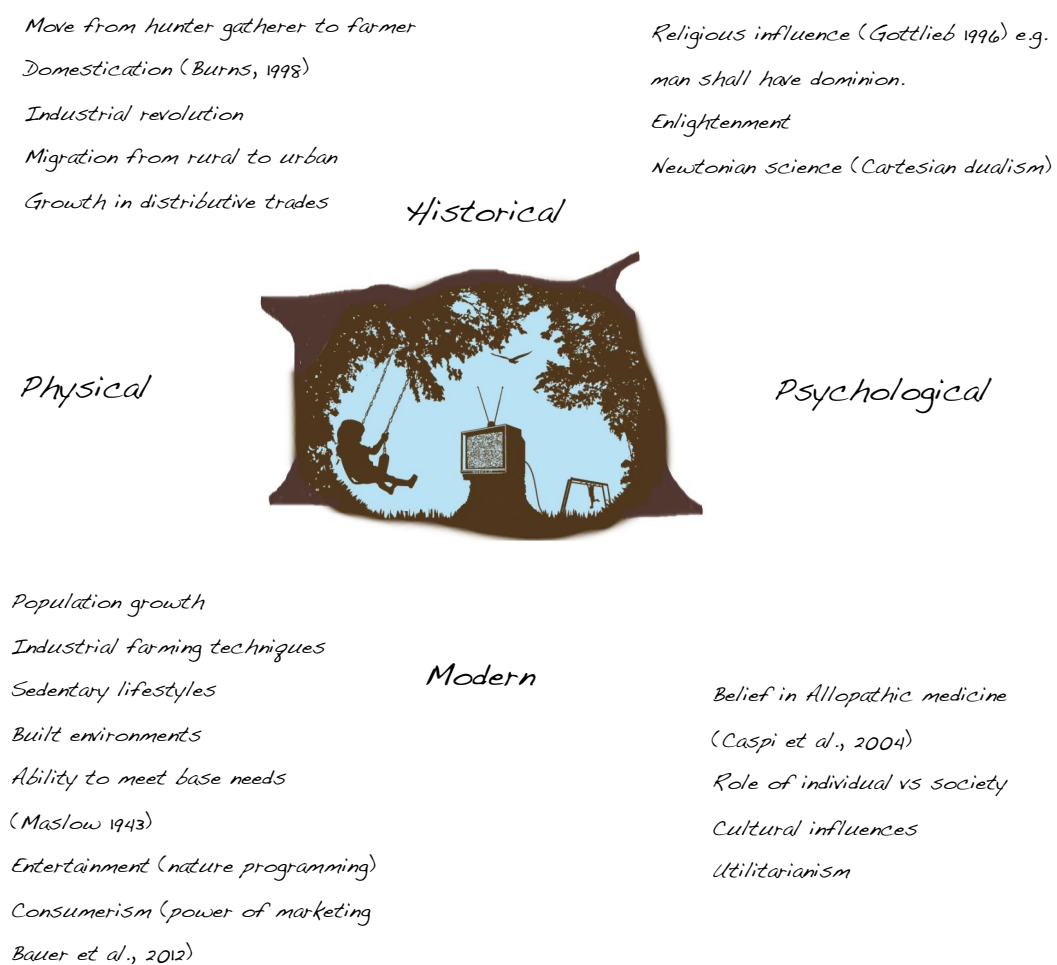 Move from hunter gatherer to farmer
Domestication (Burns, 1998)
Industrial revolution
Migration from rural to urban
Growth in distributive trades
Religious influence (Gottlieb 1996) e.g.
man shall have dominion.
Enlightenment
Newtonian science (Cartesian dualism)
Historical
Physical
Psychological
Population growth
Industrial farming techniques
Sedentary lifestyles
Built environments
Ability to meet base needs
(Maslow 1943)
Entertainment (nature programming)
Consumerism (power of marketing
Bauer et al., 2012)
Modern
Belief in Allopathic medicine
(Caspi et al., 2004)
Role of individual vs society
Cultural influences
Utilitarianism